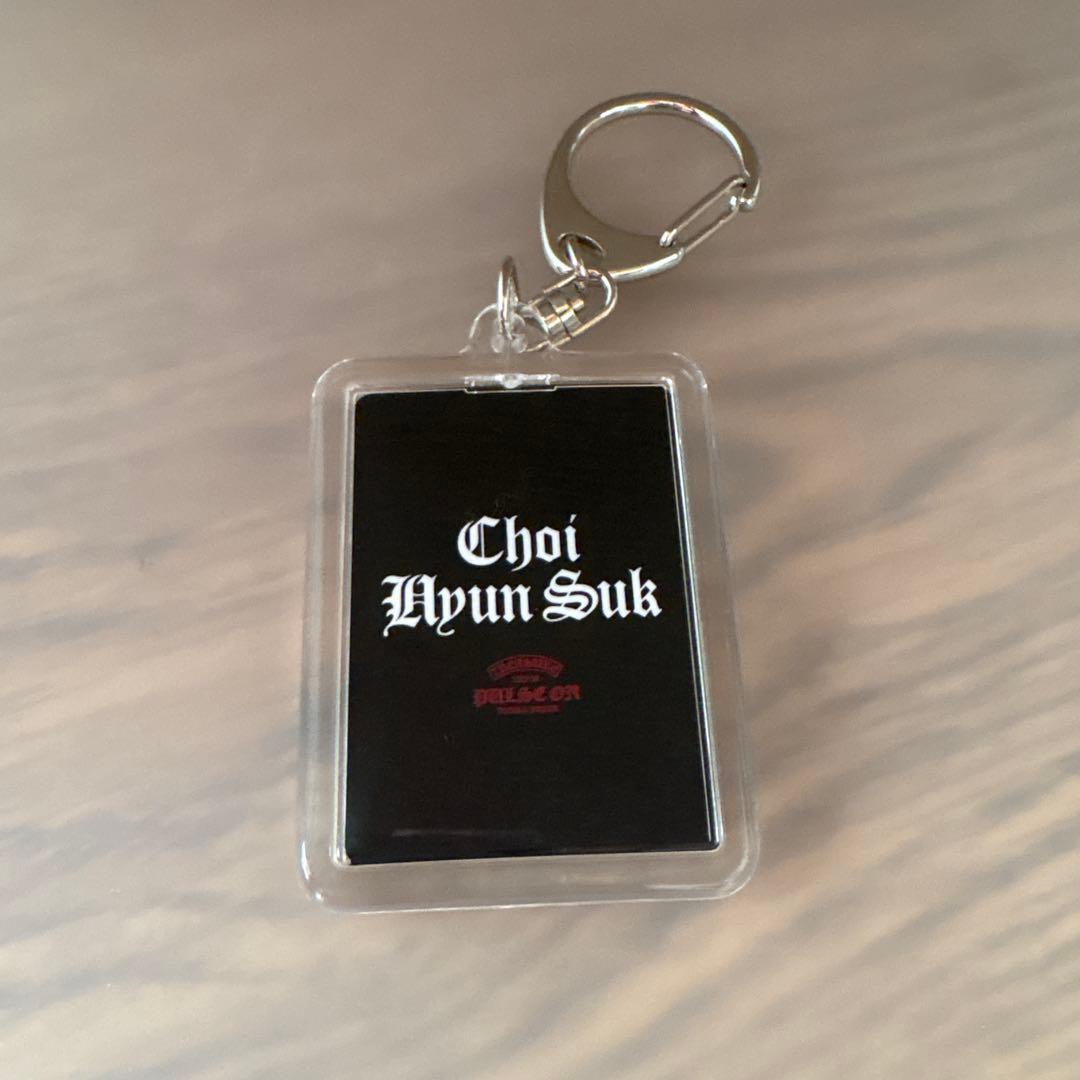 Choi
Hyun Suk
PULSE ON